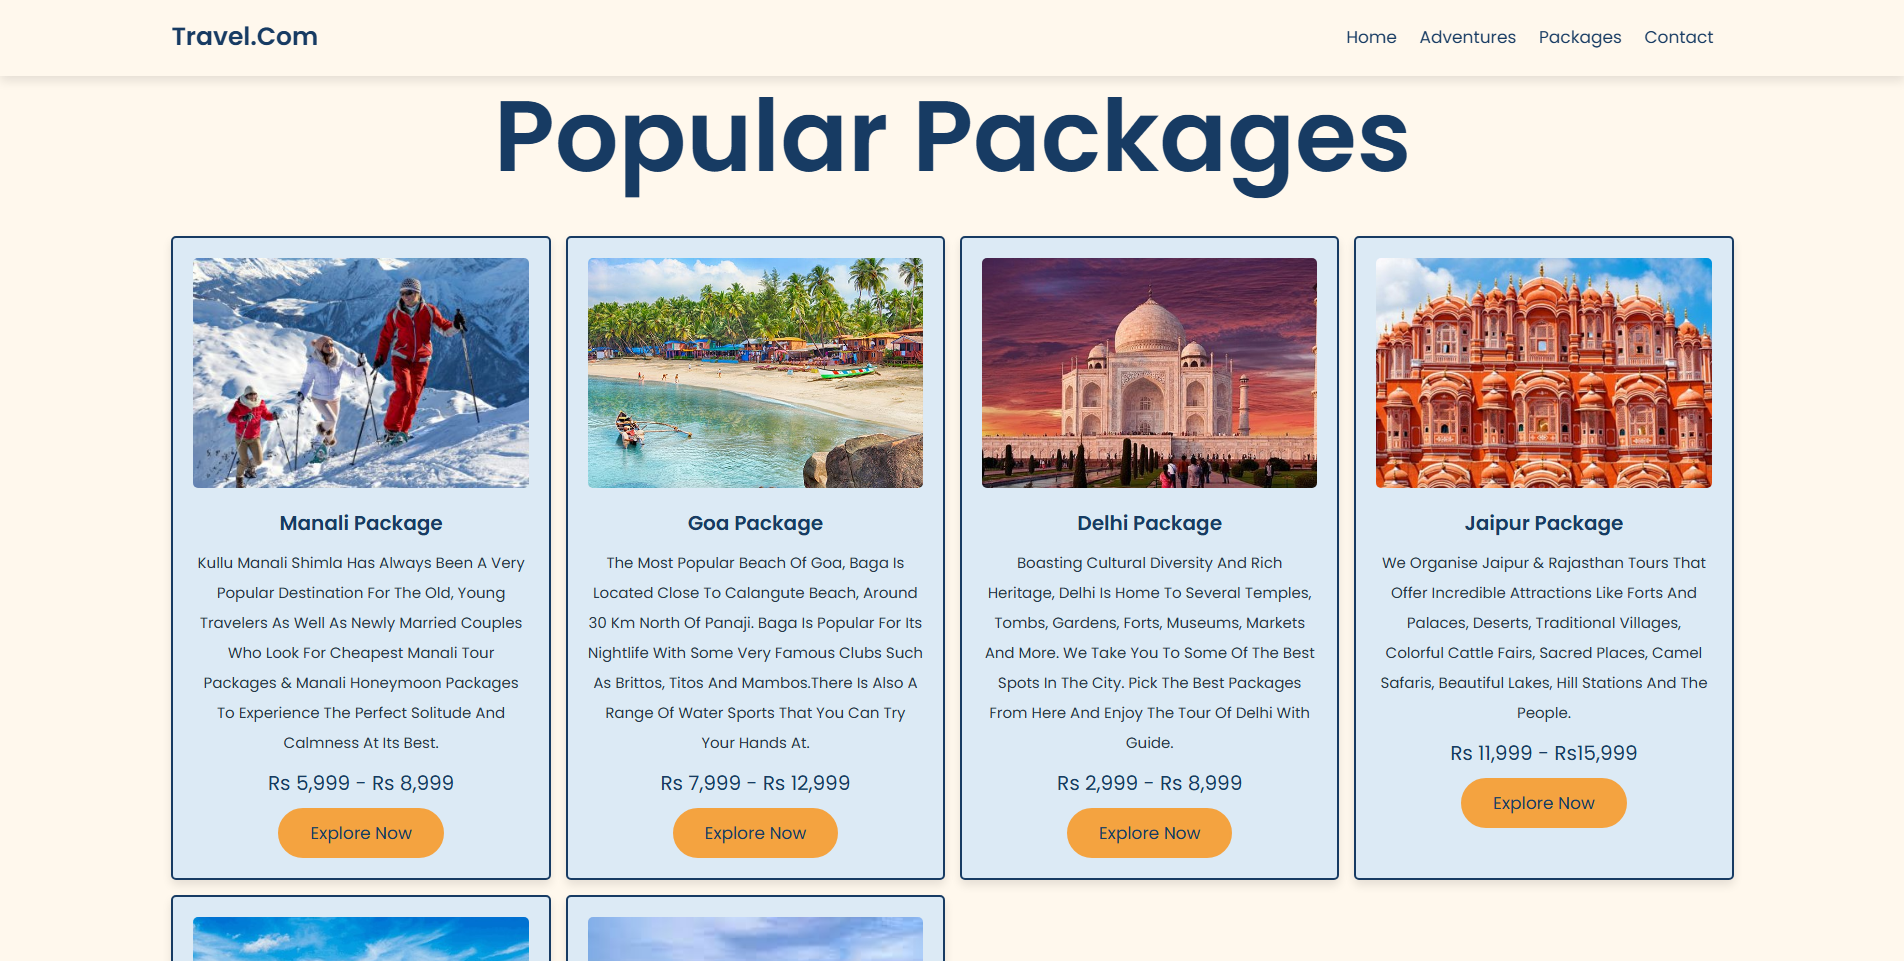 Travel.Com
Home Adventures Packages Contact
Popular Packages
Manali Package
Kullu Manali Shimla Has Always Been A Very
Popular Destination For The Old, Young
Travelers As Well As Newly Married Couples
Who Look For Cheapest Manali Tour
Packages & Manali Honeymoon Packages
To Experience The Perfect Solitude And
Calmness At Its Best.
Rs 5,999 - Rs 8,999
Explore Now
Goa Package
The Most Popular Beach Of Goa, Baga Is
Located Close To Calangute Beach, Around
30 Km North Of Panaji. Baga Is Popular For Its
Nightlife With Some Very Famous Clubs Such
As Brittos, Titos And Mambos.There Is Also A
Range Of Water Sports That You Can Try
Your Hands At.
Rs 7,999 - Rs 12,999
Explore Now
Delhi Package
Boasting Cultural Diversity And Rich
Heritage, Delhi Is Home To Several Temples,
Tombs, Gardens, Forts, Museums, Markets
And More. We Take You To Some Of The Best
Spots In The City. Pick The Best Packages
From Here And Enjoy The Tour Of Delhi With
Guide.
Rs 2,999 - Rs 8,999
Explore Now
Jaipur Package
We Organise Jaipur & Rajasthan Tours That
Offer Incredible Attractions Like Forts And
Palaces, Deserts, Traditional Villages,
Colorful Cattle Fairs, Sacred Places, Camel
Safaris, Beautiful Lakes, Hill Stations And The
People.
Rs 11,999 - Rs15,999
Explore Now